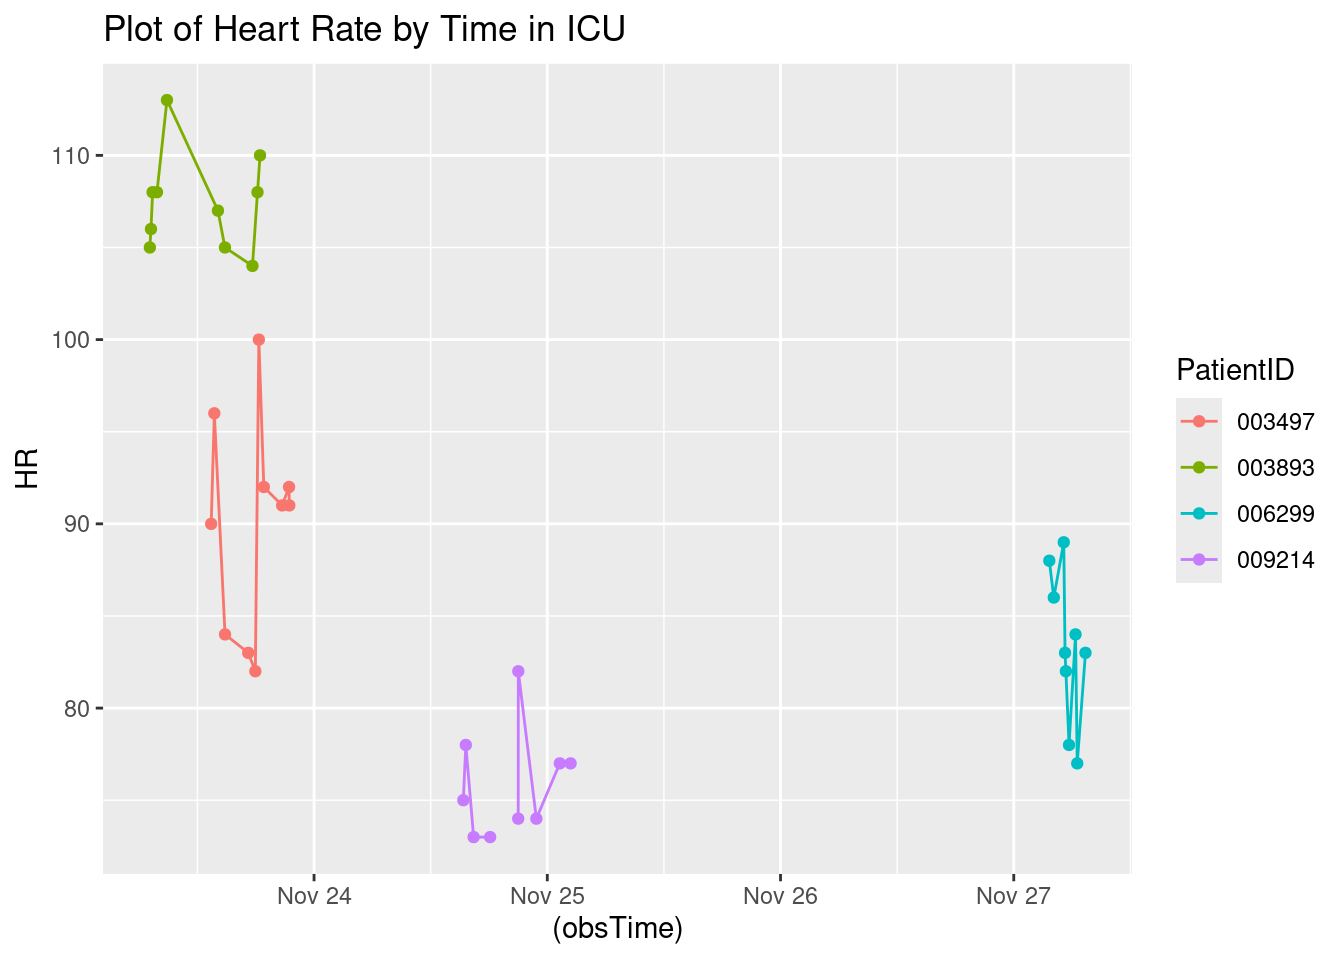 Plot of Heart Rate by Time in ICU
110
100
90
80
HR
Nov 24
Nov 25
Nov 26
Nov 27
(obsTime)
PatientID
003497
003893
006299
009214